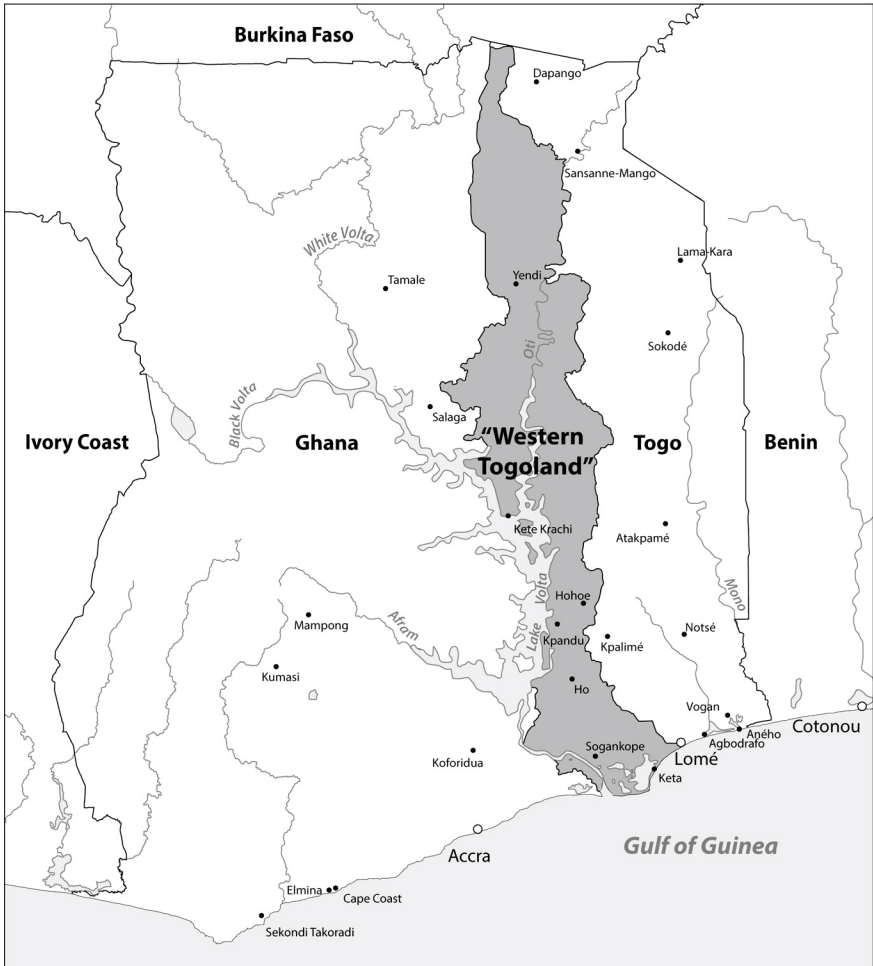 Burkina Faso
Dapango
Sansanne-Mango
White Volta
Lama-Kara
Tamale
Yendi
Oti
Sokodé
Black Volta
Salaga
Ivory Coast
Ghana
“Western
Togoland”
Togo
Benin
Kete Krachi
Atakpamé
Mono
Hohoe
Lake Volta
Mampong
Afram
Kpandu
Kpalimé
Notsé
Kumasi
Ho
Vogan
Cotonou
Aného
Agbodrafo
Sogankope
Lomé
Koforidua
Keta
Gulf of Guinea
Accra
Elmina
Cape Coast
Sekondi Takoradi